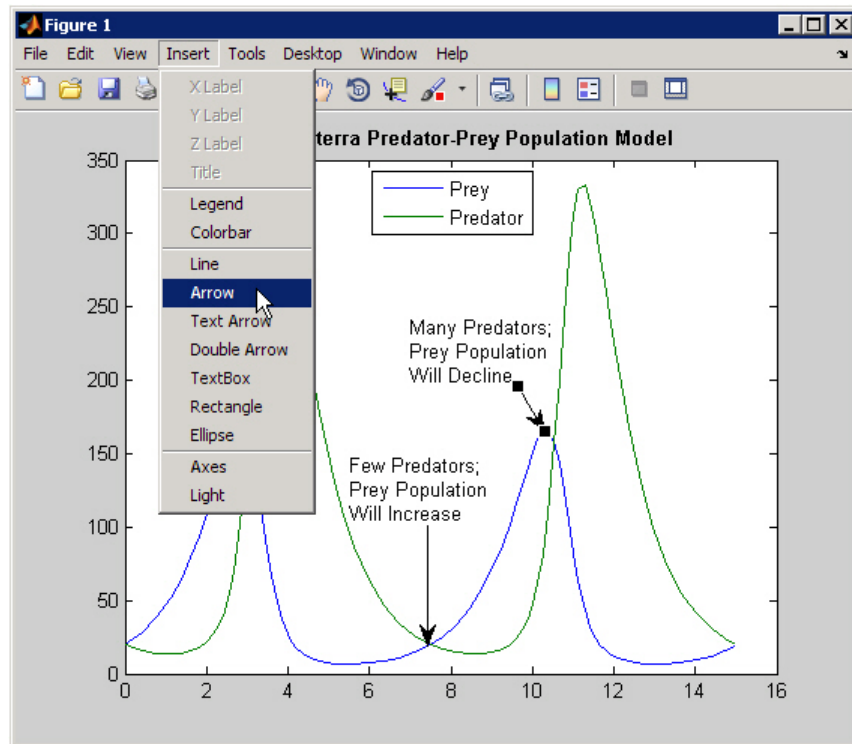 Figure 1
File Edit View Insert Tools Desktop Window Help
X Label
Y Label
Z Label
Title
Legend
Colorbar
Line
Arrow
Text Arrow
Double Arrow
TextBox
Rectangle
Ellipse
Axes
Light
terra Predator-Prey Population Model
Prey
Predator
350
300
250
200
150
100
50
0
Many Predators;
Prey Population
Will Decline
Few Predators;
Prey Population
Will Increase
0 2 4 6 8 10 12 14 16